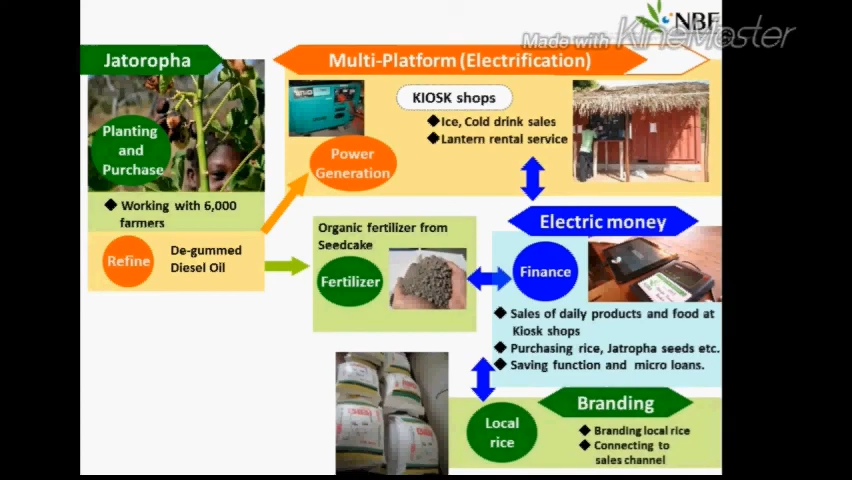 NBF
Made with KINEMASTER
Jatoropha
Multi-Platform (Electrification)
KIOSK shops
◆Ice, Cold drink sales
◆Lantern rental service
Planting
and
Purchase
Power
Generation
◆ Working with 6,000
farmers
Refine
De-gummed
Diesel Oil
Organic fertilizer from
Seedcake
Fertilizer
Electric money
Finance
◆ Sales of daily products and food at
Kiosk shops
◆ Purchasing rice, Jatropha seeds etc.
◆ Saving function and micro loans.
Branding
Local
rice
◆ Branding local rice
◆ Connecting to
sales channel